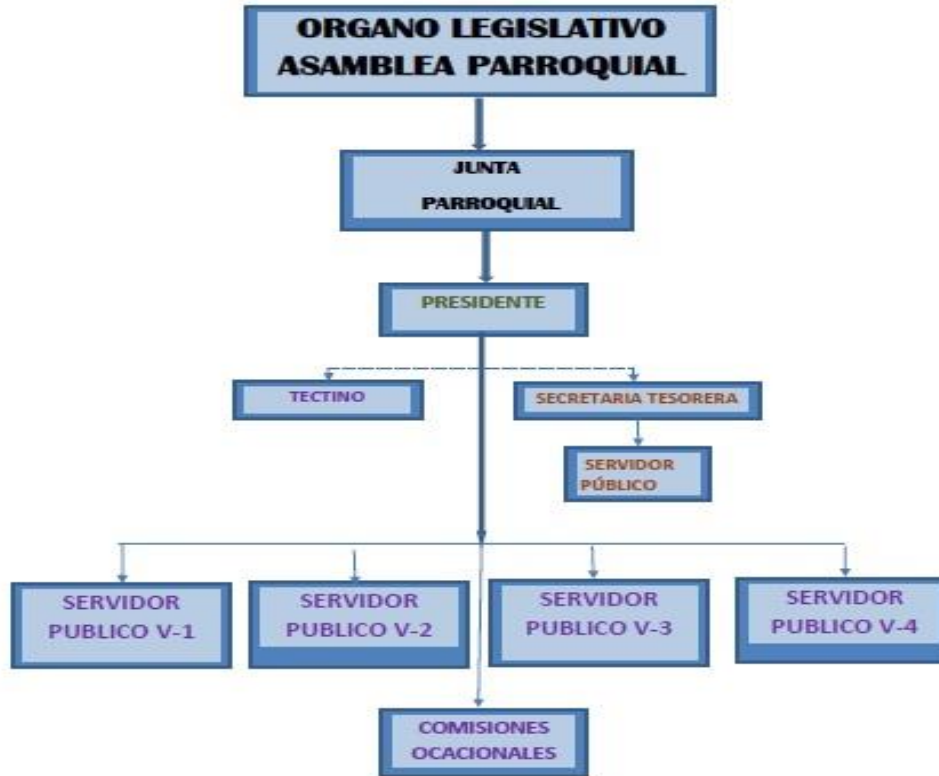 ORGANO LEGISLATIVO
ASAMBLEA PARROQUIAL
JUNTA
PARROQUIAL
PRESIDENTE
TECTINO
SECRETARIA TESORERA
SERVIDOR
PÚBLICO
SERVIDOR
PUBLICO V-1
SERVIDOR
PUBLICO V-2
SERVIDOR
PUBLICO V-3
SERVIDOR
PUBLICO V-4
COMISIONES
OCACIONALES